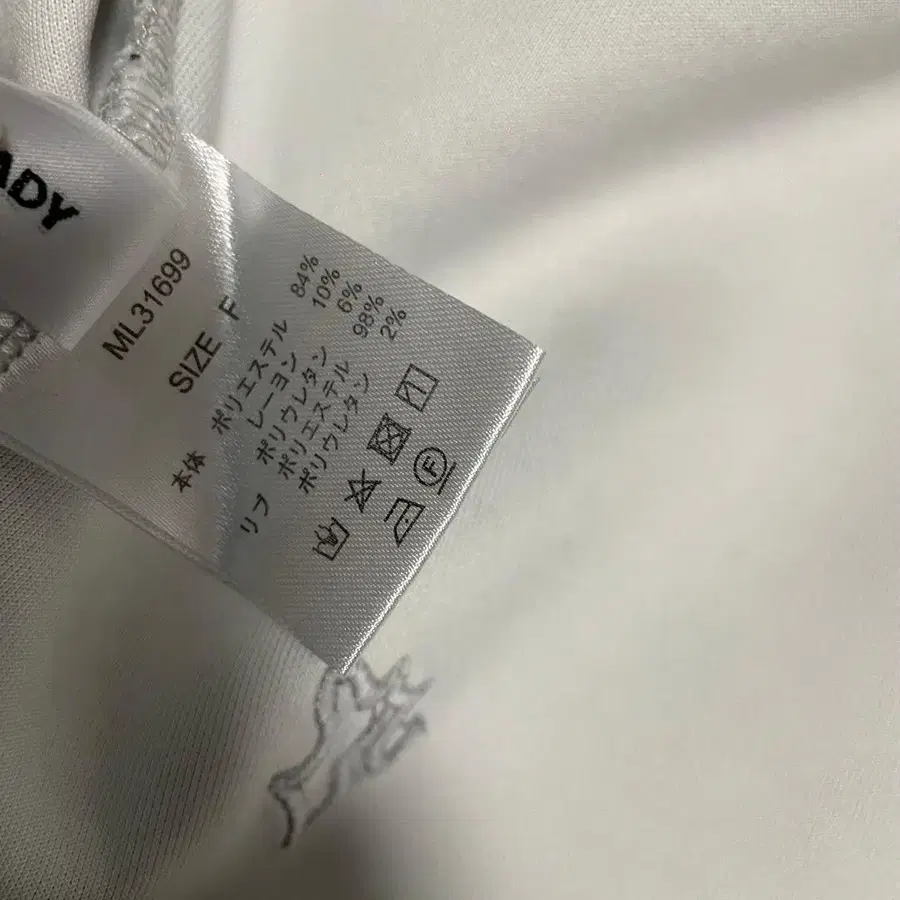 ADY
ML31699
SIZE F
本体 ポリエステル 84%
レーヨン 10%
ポリウレタン 6%
リブ ポリエステル 98%
ポリウレタン 2%
F